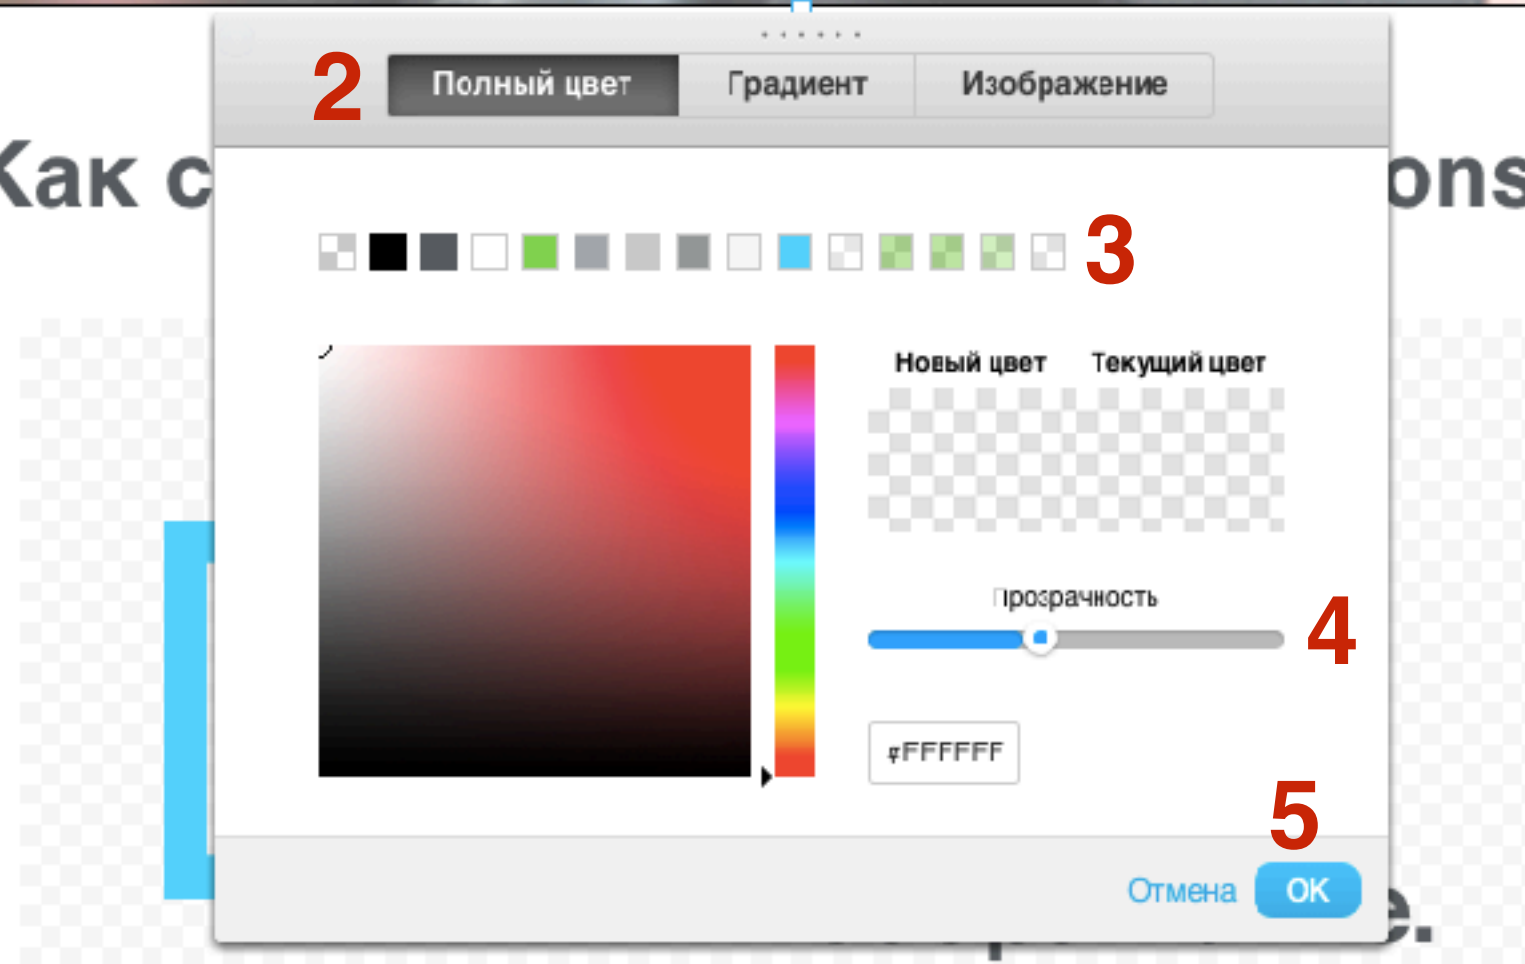 2 Полный цвет Градиент Изображение
Как с ons
3
Новый цвет Текущий цвет
Прозрачность
4
#FFFFFF
5
Отмена OK
е.